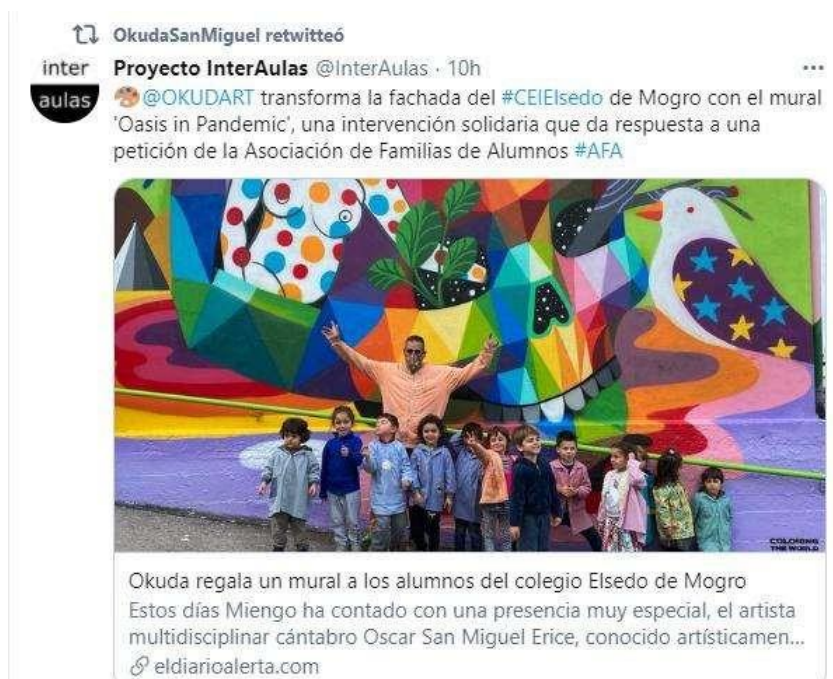 OkudaSanMiguel retwitteó
inter
aulas
Proyecto InterAulas @InterAulas · 10h
🎨@OKUDART transforma la fachada del #CEIElsedo de Mogro con el mural
'Oasis in Pandemic', una intervención solidaria que da respuesta a una
petición de la Asociación de Familias de Alumnos #AFA
COLORING
THE WORLD
Okuda regala un mural a los alumnos del colegio Elsedo de Mogro
Estos días Miengo ha contado con una presencia muy especial, el artista
multidisciplinar cántabro Oscar San Miguel Erice, conocido artísticamen...
eldiarioalerta.com